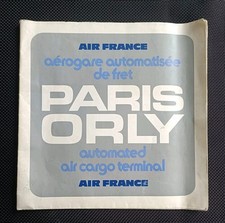 AIR FRANCE
aérogare automatisée
de fret
PARIS
ORLY
automated
air cargo terminal
AIR FRANCE